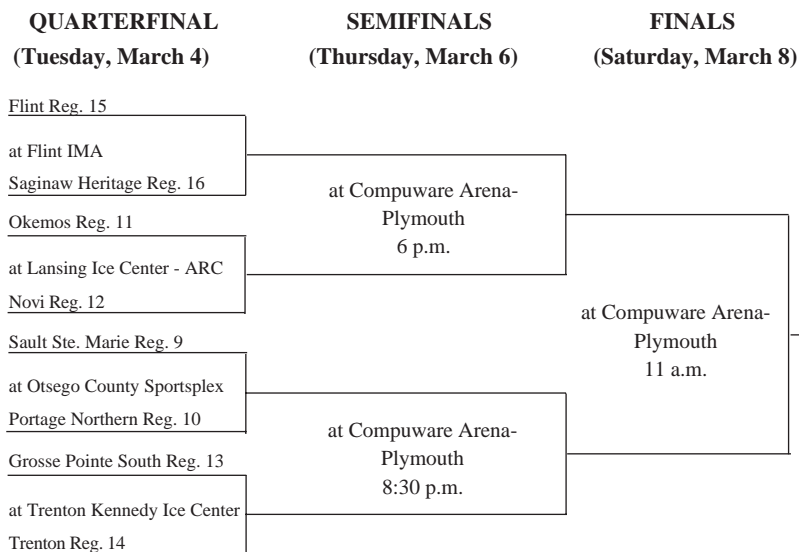 QUARTERFINAL
(Tuesday, March 4)
SEMIFINALS
(Thursday, March 6)
FINALS
(Saturday, March 8)
Flint Reg. 15
at Flint IMA
Saginaw Heritage Reg. 16
Okemos Reg. 11
at Lansing Ice Center - ARC
Novi Reg. 12
Sault Ste. Marie Reg. 9
at Otsego County Sportsplex
Portage Northern Reg. 10
Grosse Pointe South Reg. 13
at Trenton Kennedy Ice Center
Trenton Reg. 14
at Compuware Arena-
Plymouth
6 p.m.
at Compuware Arena-
Plymouth
8:30 p.m.
at Compuware Arena-
Plymouth
11 a.m.